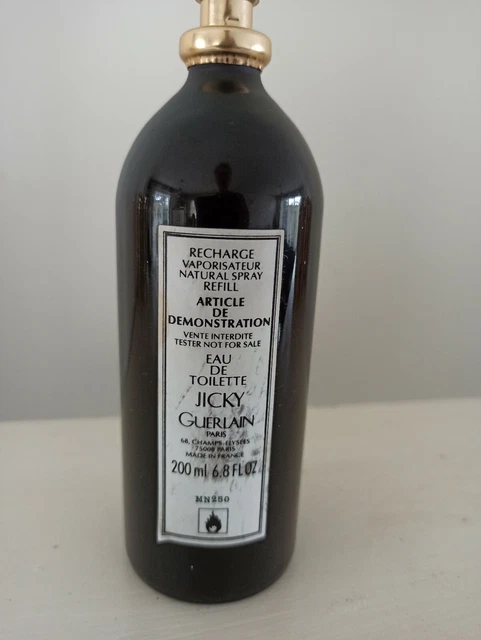 RECHARGE
VAPORISATEUR
NATURAL SPRAY
REFILL
ARTICLE
DE
DEMONSTRATION
VENTE INTERDITE
TESTER NOT FOR SALE
EAU
DE
TOILETTE
JICKY
GUERLAIN
PARIS
68, CHAMPS-ELYSEES
75008 PARIS
MADE IN FRANCE
200 ml 6.8 FL.OZ.
MN250